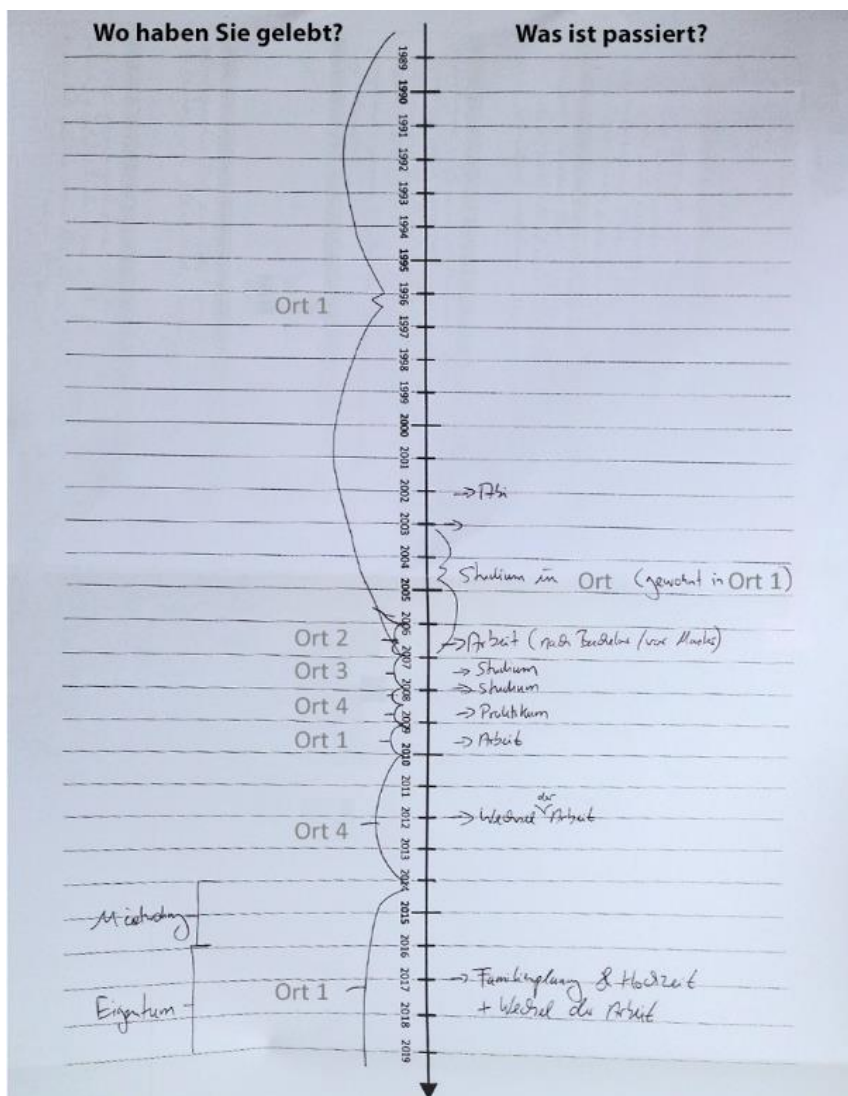 Wo haben Sie gelebt? Was ist passiert?
1989
1990
1991
1992
1993
1994
1995
1996
Ort 1
1997
1998
1999
2000
2001
2002 → Abi
2003 →
2004
Studium in Ort (gewohnt in Ort 1)
2005
2006
Ort 2 → Arbeit (nach Bachelor / vor Master)
2007
Ort 3 → Studium
2008 → Studium
Ort 4 → Praktikum
2009
Ort 1 → Arbeit
2010
2011
der
2012 → Wechsel Arbeit
Ort 4
2013
2014
Mietwohng
2015
2016
2017 → Familienplanung & Hochzeit
Ort 1
Eigentum + Wechsel der Arbeit
2018
2019